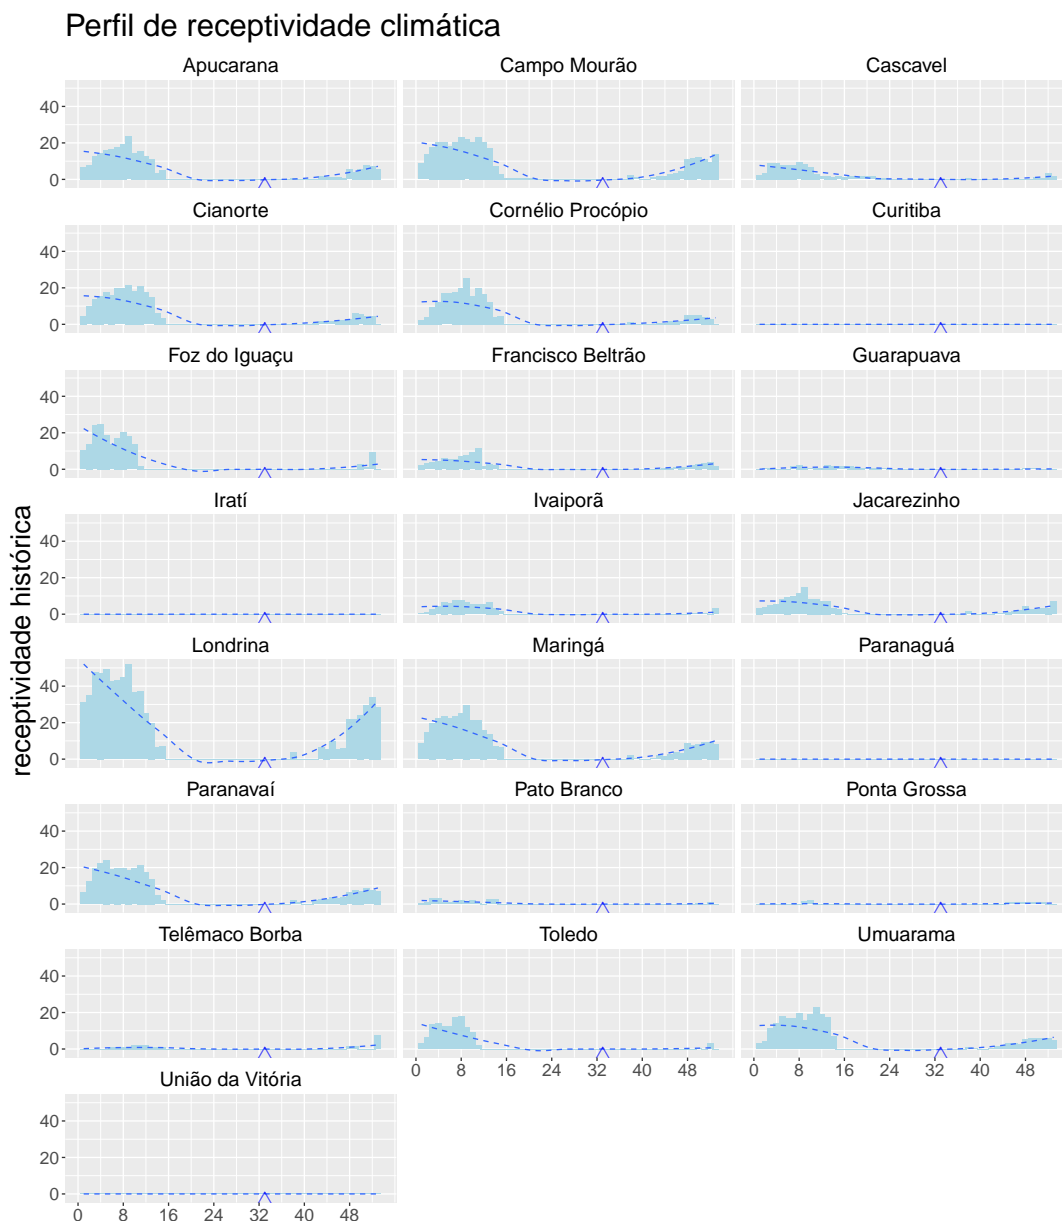 Perfil de receptividade climática
Apucarana
Campo Mourão
Cascavel
40
20
0
Cianorte
Cornélio Procópio
Curitiba
40
20
0
Foz do Iguaçu
Francisco Beltrão
Guarapuava
40
20
0
Iratí
Ivaiporã
Jacarezinho
40
20
0
receptividade histórica
Londrina
Maringá
Paranaguá
40
20
0
Paranavaí
Pato Branco
Ponta Grossa
40
20
0
Telêmaco Borba
Toledo
Umuarama
40
20
0
0 8 16 24 32 40 48
0 8 16 24 32 40 48
União da Vitória
40
20
0
0 8 16 24 32 40 48